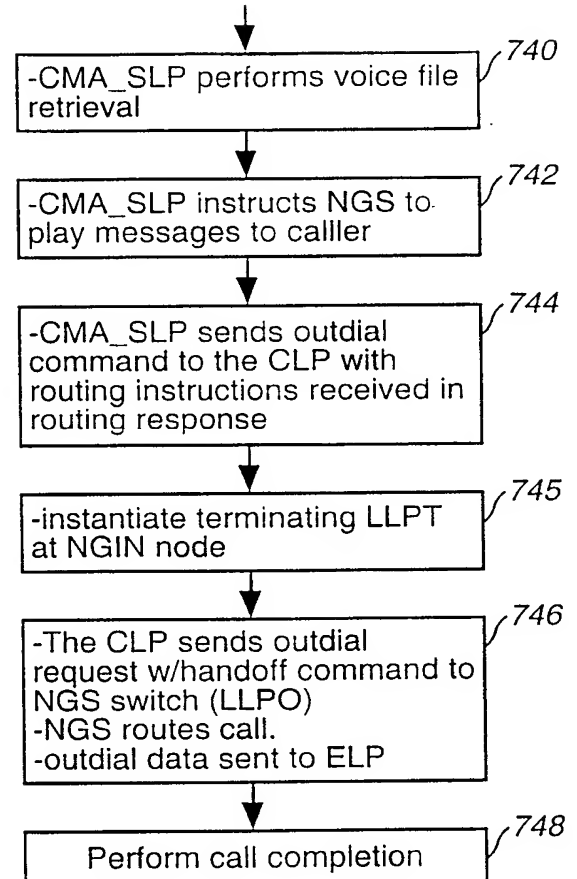 740
-CMA_SLP performs voice file
retrieval
742
-CMA_SLP instructs NGS to
play messages to calller
744
-CMA_SLP sends outdial
command to the CLP with
routing instructions received in
routing response
745
-instantiate terminating LLPT
at NGIN node
746
-The CLP sends outdial
request w/handoff command to
NGS switch (LLPO)
-NGS routes call.
-outdial data sent to ELP
748
Perform call completion